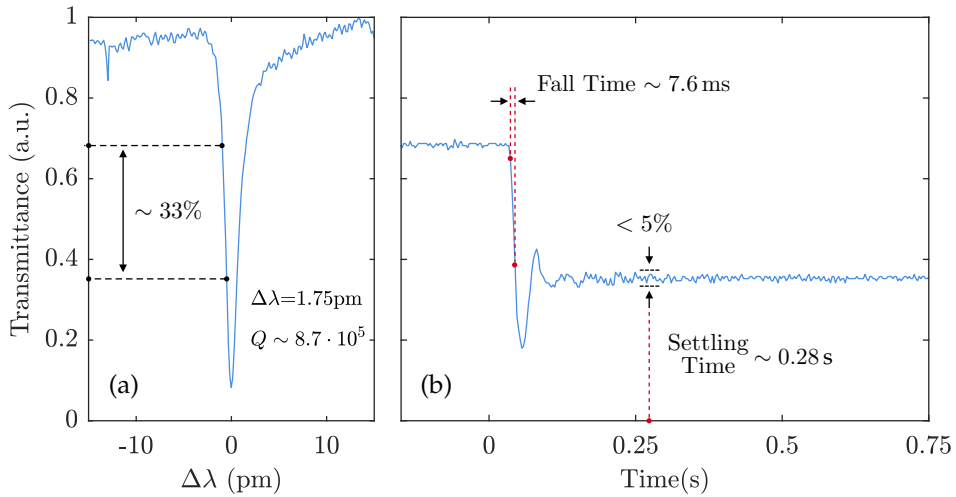 Transmittance (a.u.)
1
0.8
0.6
0.4
0.2
0
∼ 33%
Δλ=1.75pm
Q ∼ 8.7 · 10⁵
(a)
-10
0
10
Δλ (pm)
Fall Time ∼ 7.6 ms
< 5%
Settling
Time
∼ 0.28 s
(b)
0
0.25
0.5
0.75
Time(s)